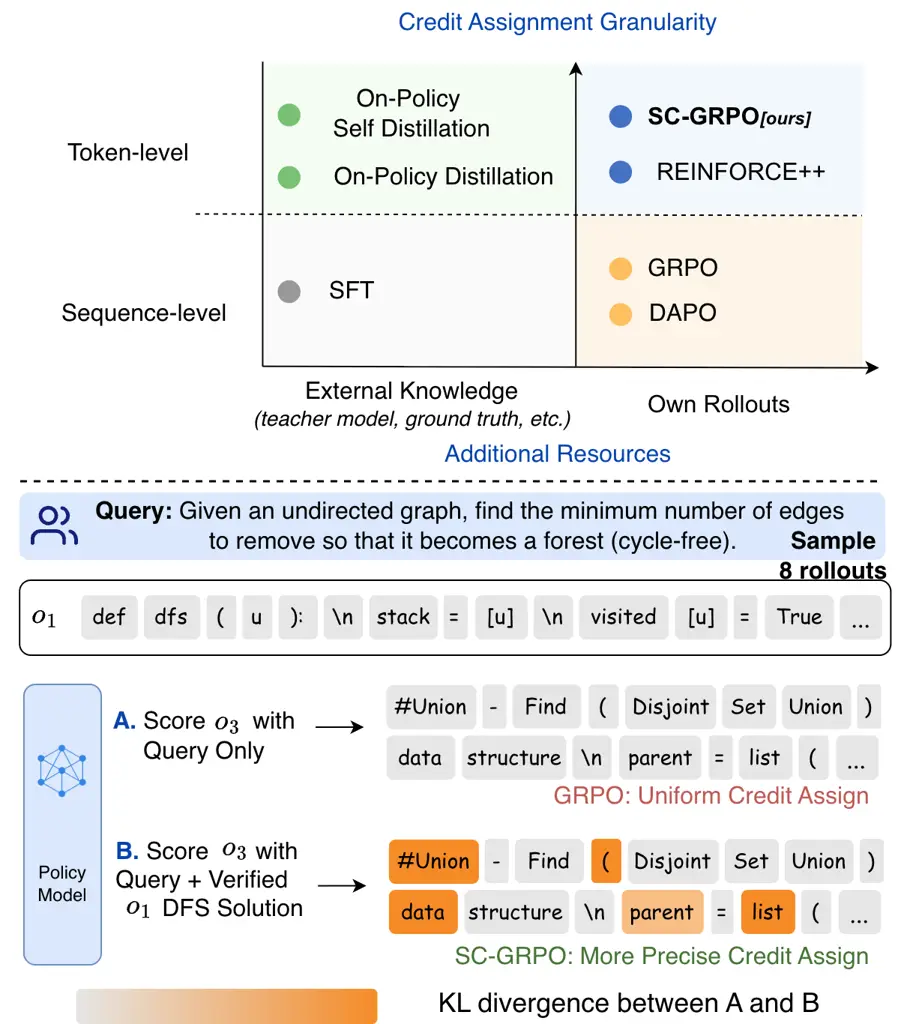 Credit Assignment Granularity
Token-level
On-Policy
Self Distillation
On-Policy Distillation
SC-GRPO[ours]
REINFORCE++
Sequence-level
SFT
GRPO
DAPO
External Knowledge
(teacher model, ground truth, etc.)
Own Rollouts
Additional Resources
Query: Given an undirected graph, find the minimum number of edges
to remove so that it becomes a forest (cycle-free).
Sample
8 rollouts
o1 def dfs ( u ): \n stack = [u] \n visited [u] = True ...
Policy
Model
A. Score o3 with
Query Only
#Union - Find ( Disjoint Set Union )
data structure \n parent = list ( ...
GRPO: Uniform Credit Assign
B. Score o3 with
Query + Verified
o1 DFS Solution
#Union - Find ( Disjoint Set Union )
data structure \n parent = list ( ...
SC-GRPO: More Precise Credit Assign
KL divergence between A and B